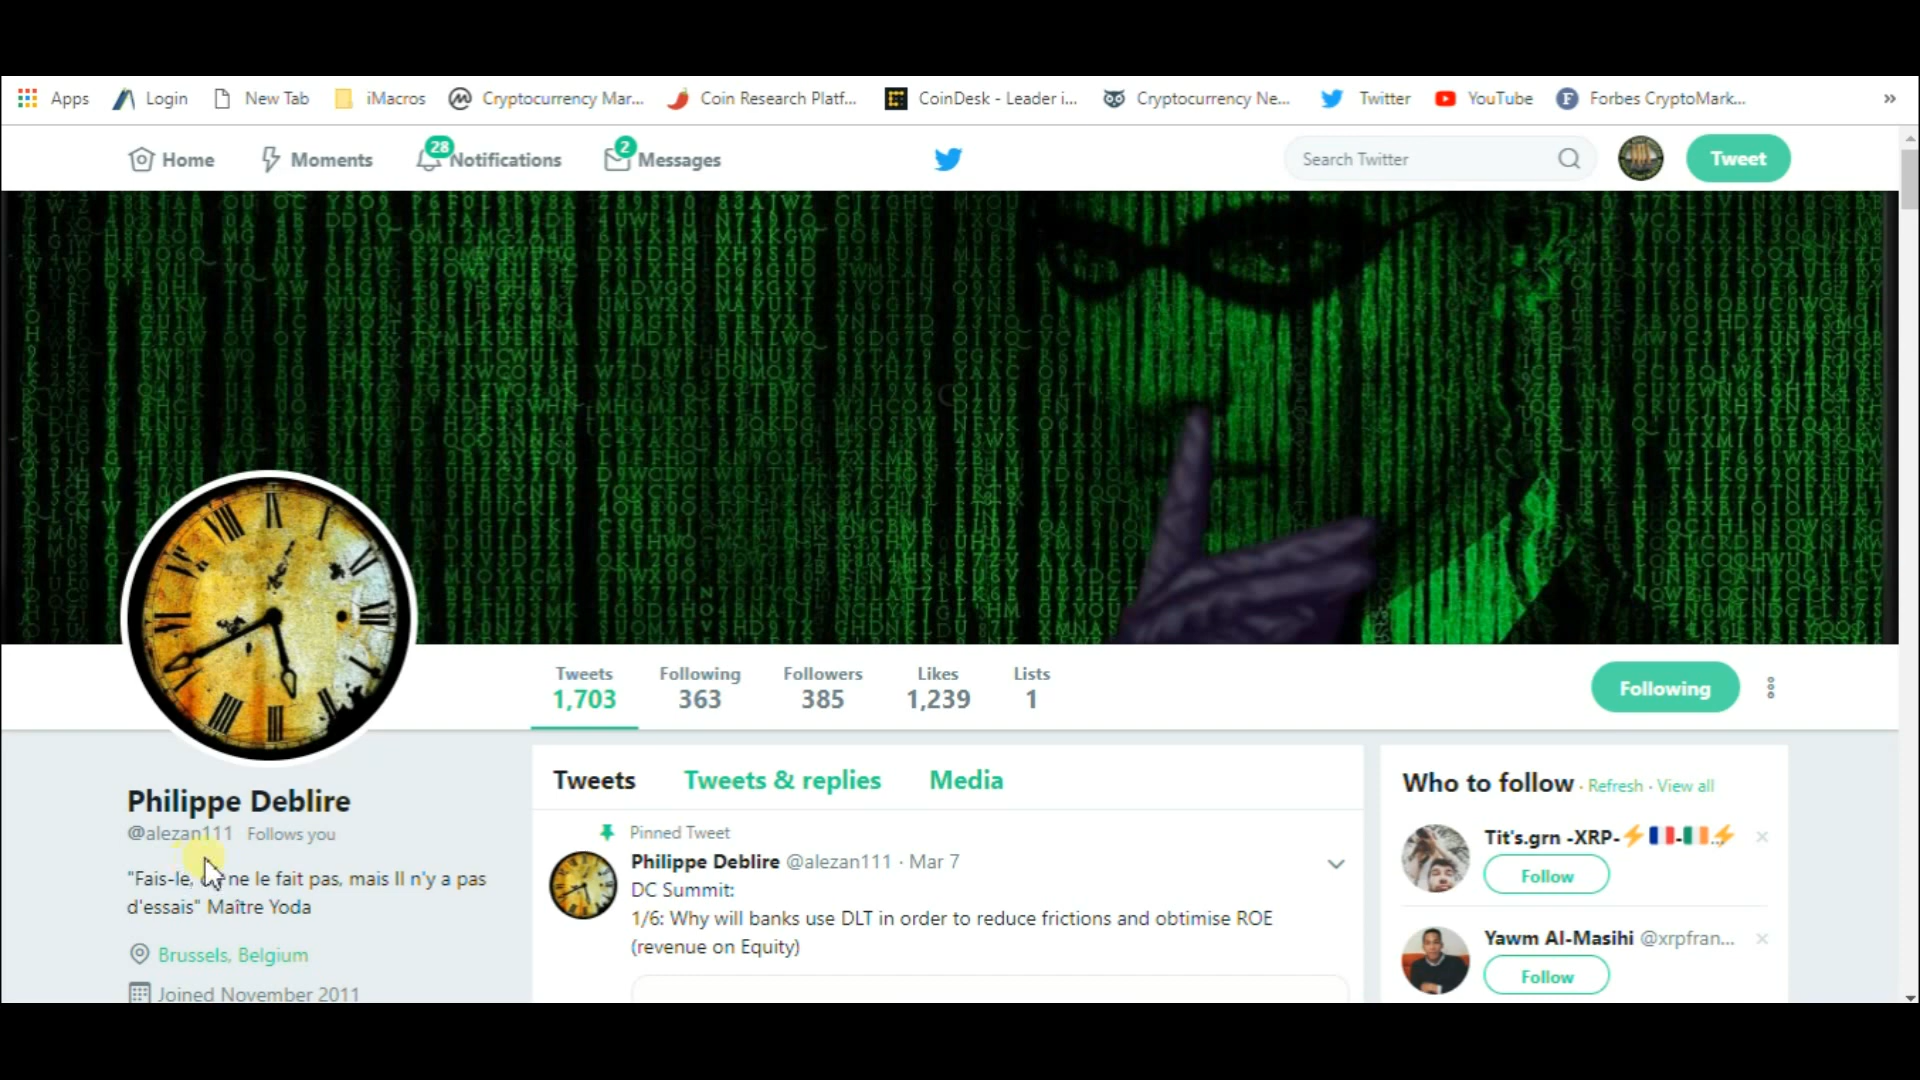 Apps Login New Tab iMacros Cryptocurrency Mar... Coin Research Platf... CoinDesk - Leader i... Cryptocurrency Ne... Twitter YouTube Forbes CryptoMark... »
Home Moments 28 Notifications 2 Messages Search Twitter Tweet
Tweets Following Followers Likes Lists
1,703 363 385 1,239 1
Following
Philippe Deblire
@alezan111 Follows you
"Fais-le, ne le fait pas, mais Il n'y a pas
d'essais" Maître Yoda
Brussels, Belgium
Joined November 2011
Tweets Tweets & replies Media
Pinned Tweet
Philippe Deblire @alezan111 · Mar 7
DC Summit:
1/6: Why will banks use DLT in order to reduce frictions and obtimise ROE
(revenue on Equity)
Who to follow · Refresh · View all
Tit's.grn -XRP-⚡🇫🇷-🇮🇪..⚡
Follow
Yawm Al-Masihi @xrpfran...
Follow